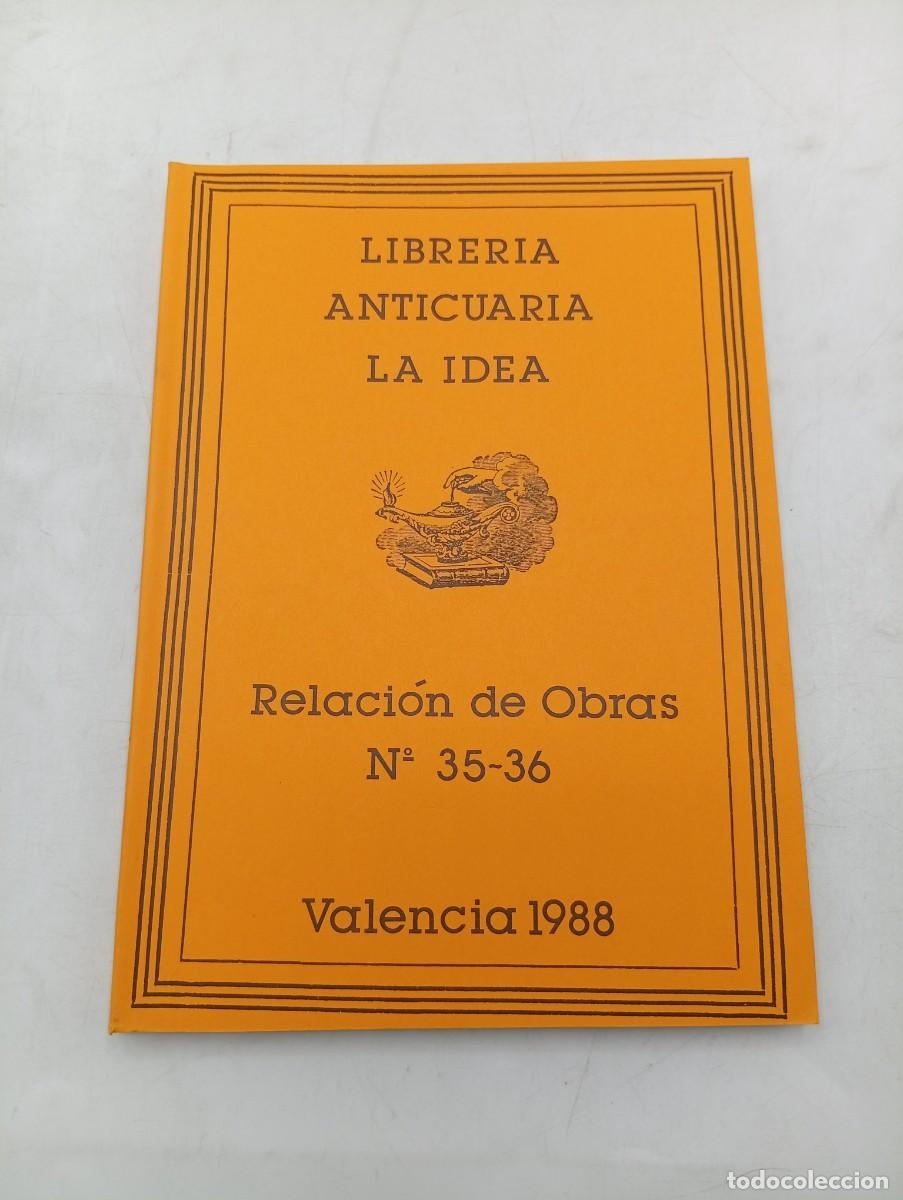 LIBRERIA
ANTICUARIA
LA IDEA
Relación de Obras
Nº 35-36
Valencia 1988
todocoleccion